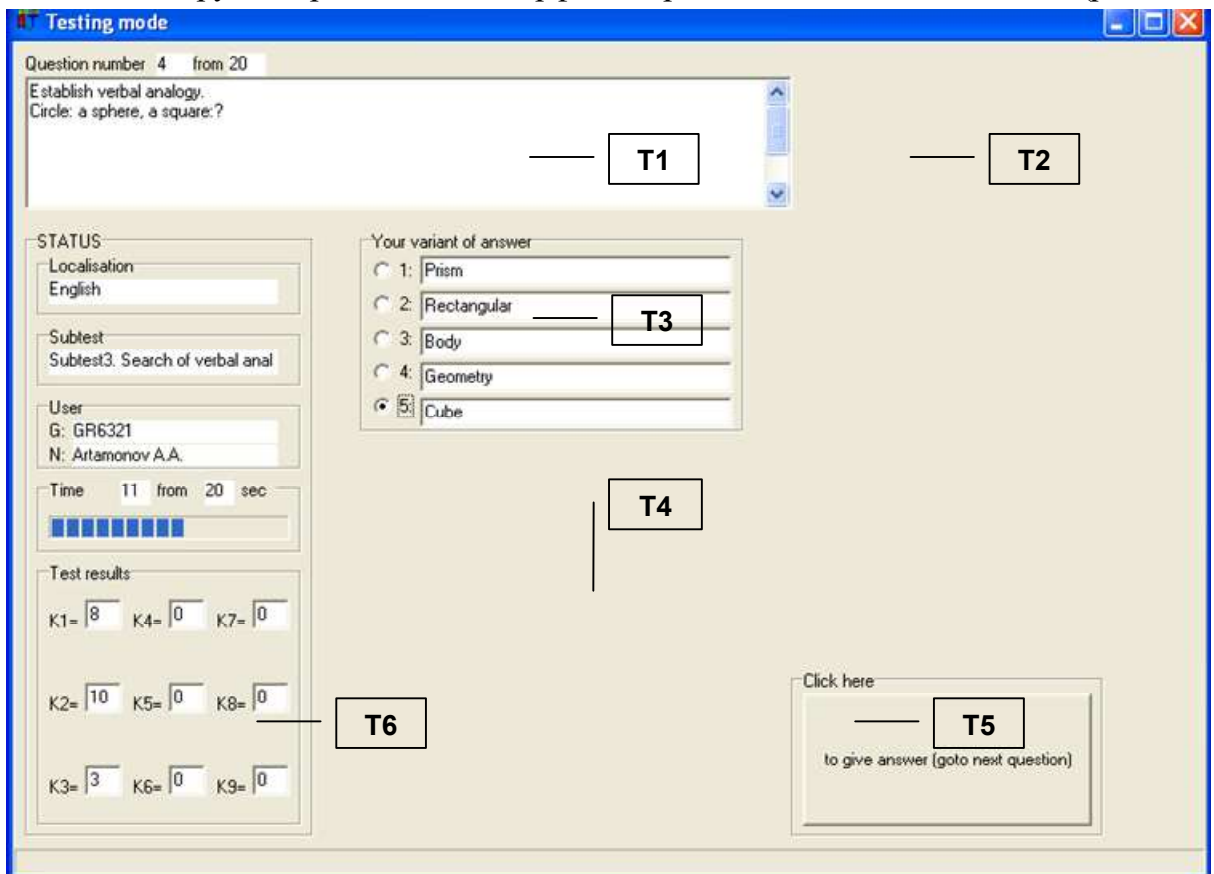 Testing mode
Question number 4 from 20
Establish verbal analogy.
Circle: a sphere, a square:?
T1
T2
STATUS
Localisation
English
Subtest
Subtest3. Search of verbal anal
User
G: GR6321
N: Artamonov A.A.
Time 11 from 20 sec
Test results
K1= 8 K4= 0 K7= 0
K2= 10 K5= 0 K8= 0
K3= 3 K6= 0 K9= 0
T6
Your variant of answer
1: Prism
2: Rectangular
3: Body
4: Geometry
5: Cube
T3
T4
Click here
T5
to give answer (goto next question)